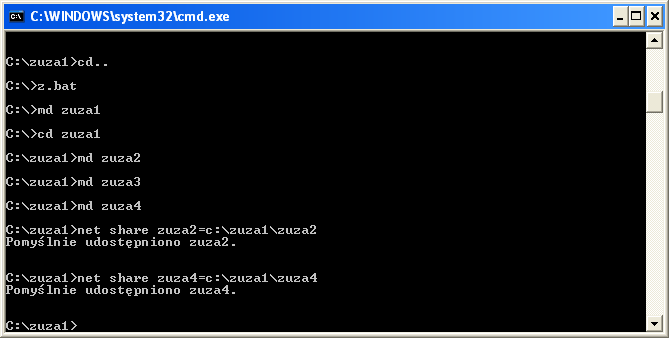 C:\WINDOWS\system32\cmd.exe
C:\zuza1>cd..
C:\>z.bat
C:\>md zuza1
C:\>cd zuza1
C:\zuza1>md zuza2
C:\zuza1>md zuza3
C:\zuza1>md zuza4
C:\zuza1>net share zuza2=c:\zuza1\zuza2
Pomyślnie udostępniono zuza2.
C:\zuza1>net share zuza4=c:\zuza1\zuza4
Pomyślnie udostępniono zuza4.
C:\zuza1>